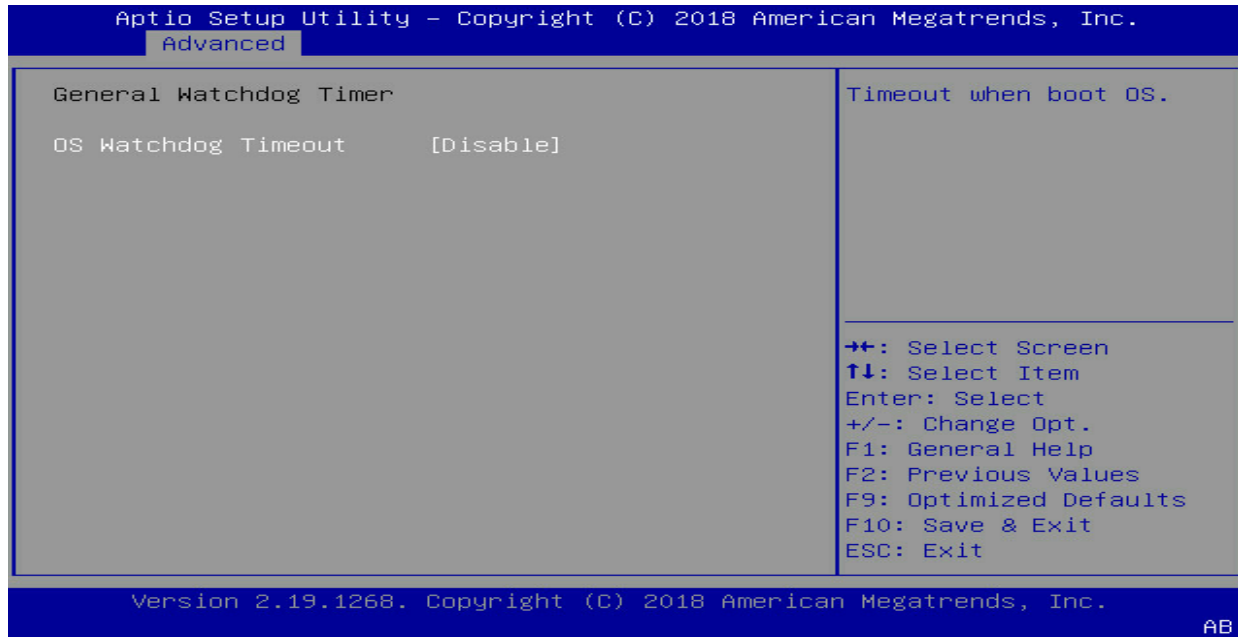 Aptio Setup Utility – Copyright (C) 2018 American Megatrends, Inc.
Advanced
General Watchdog Timer
OS Watchdog Timeout [Disable]
Timeout when boot OS.
→←: Select Screen
↑↓: Select Item
Enter: Select
+/-: Change Opt.
F1: General Help
F2: Previous Values
F9: Optimized Defaults
F10: Save & Exit
ESC: Exit
Version 2.19.1268. Copyright (C) 2018 American Megatrends, Inc.
AB